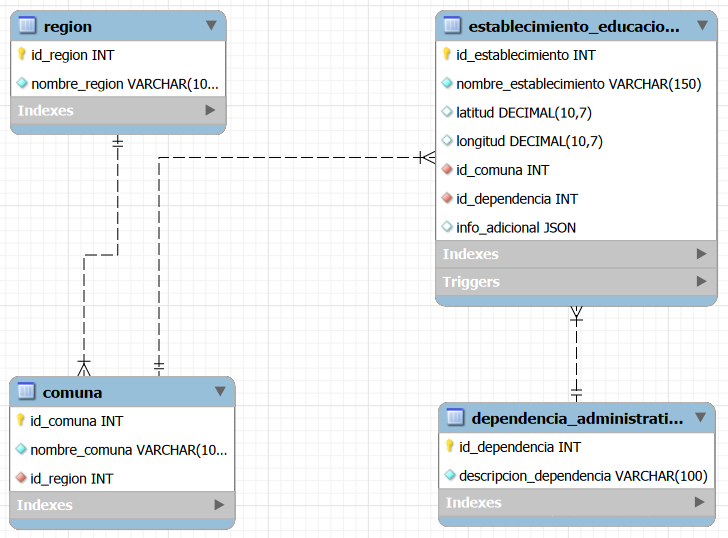 region
id_region INT
nombre_region VARCHAR(10...
Indexes
establecimiento_educacio...
id_establecimiento INT
nombre_establecimiento VARCHAR(150)
latitud DECIMAL(10,7)
longitud DECIMAL(10,7)
id_comuna INT
id_dependencia INT
info_adicional JSON
Indexes
Triggers
comuna
id_comuna INT
nombre_comuna VARCHAR(10...
id_region INT
Indexes
dependencia_administrati...
id_dependencia INT
descripcion_dependencia VARCHAR(100)
Indexes